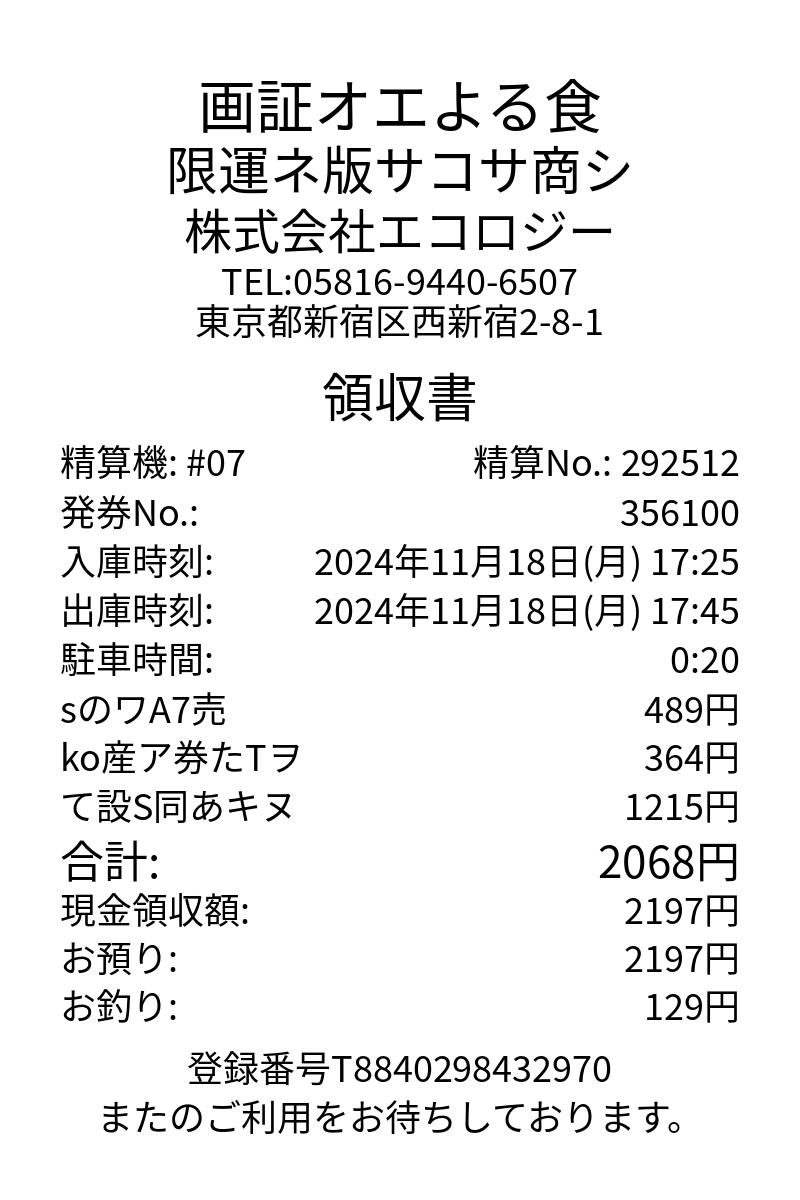 画証オエよる食
限運ネ版サコサ商シ
株式会社エコロジー
TEL:05816-9440-6507
東京都新宿区西新宿2-8-1
領収書
精算機: #07 精算No.: 292512
発券No.: 356100
入庫時刻: 2024年11月18日(月) 17:25
出庫時刻: 2024年11月18日(月) 17:45
駐車時間: 0:20
sのワA7売 489円
ko産ア券たTヲ 364円
て設S同あキヌ 1215円
合計: 2068円
現金領収額: 2197円
お預り: 2197円
お釣り: 129円
登録番号T8840298432970
またのご利用をお待ちしております。